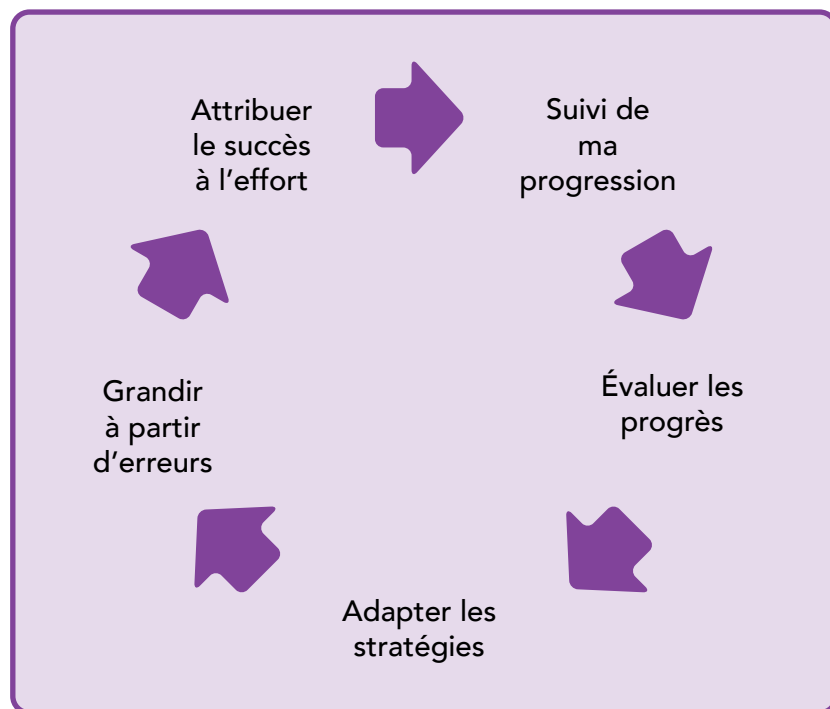 Attribuer
le succès
à l’effort
Suivi de
ma
progression
Évaluer les
progrès
Adapter les
stratégies
Grandir
à partir
d’erreurs